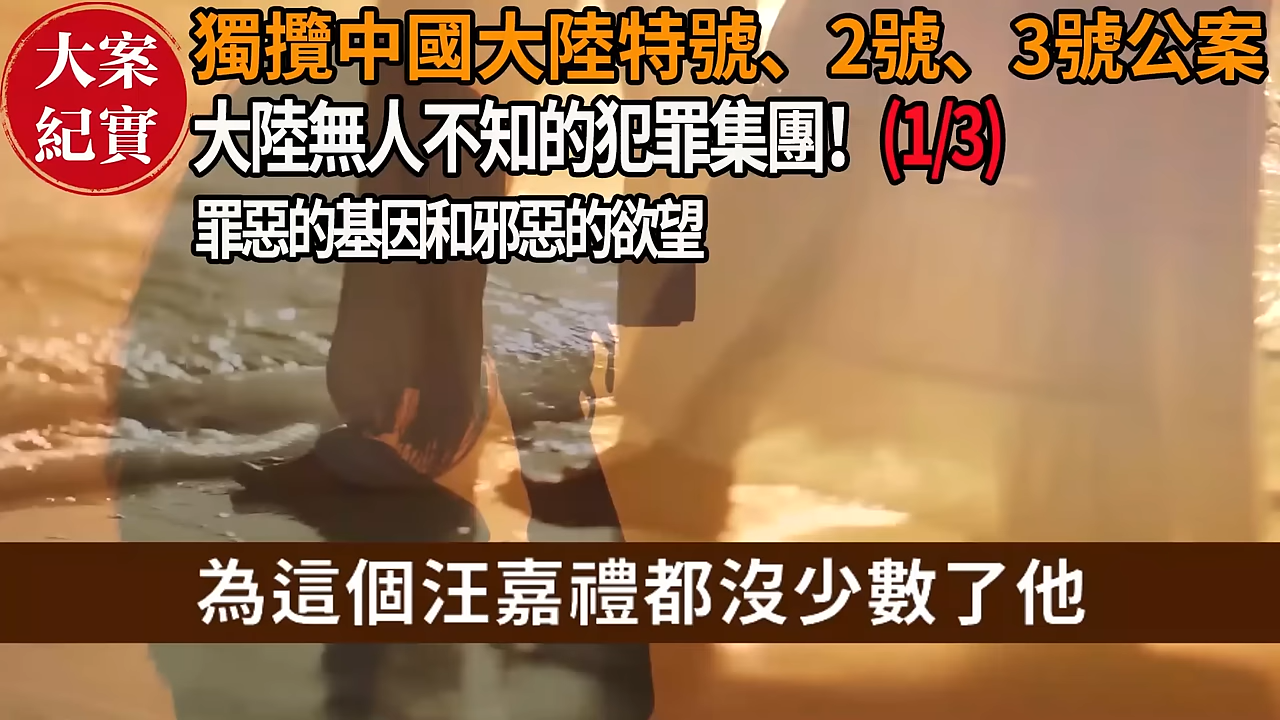 大案
紀實
獨攬中國大陸特號、2號、3號公案
大陸無人不知的犯罪集團!(1/3)
罪惡的基因和邪惡的欲望
為這個汪嘉禮都沒少數了他